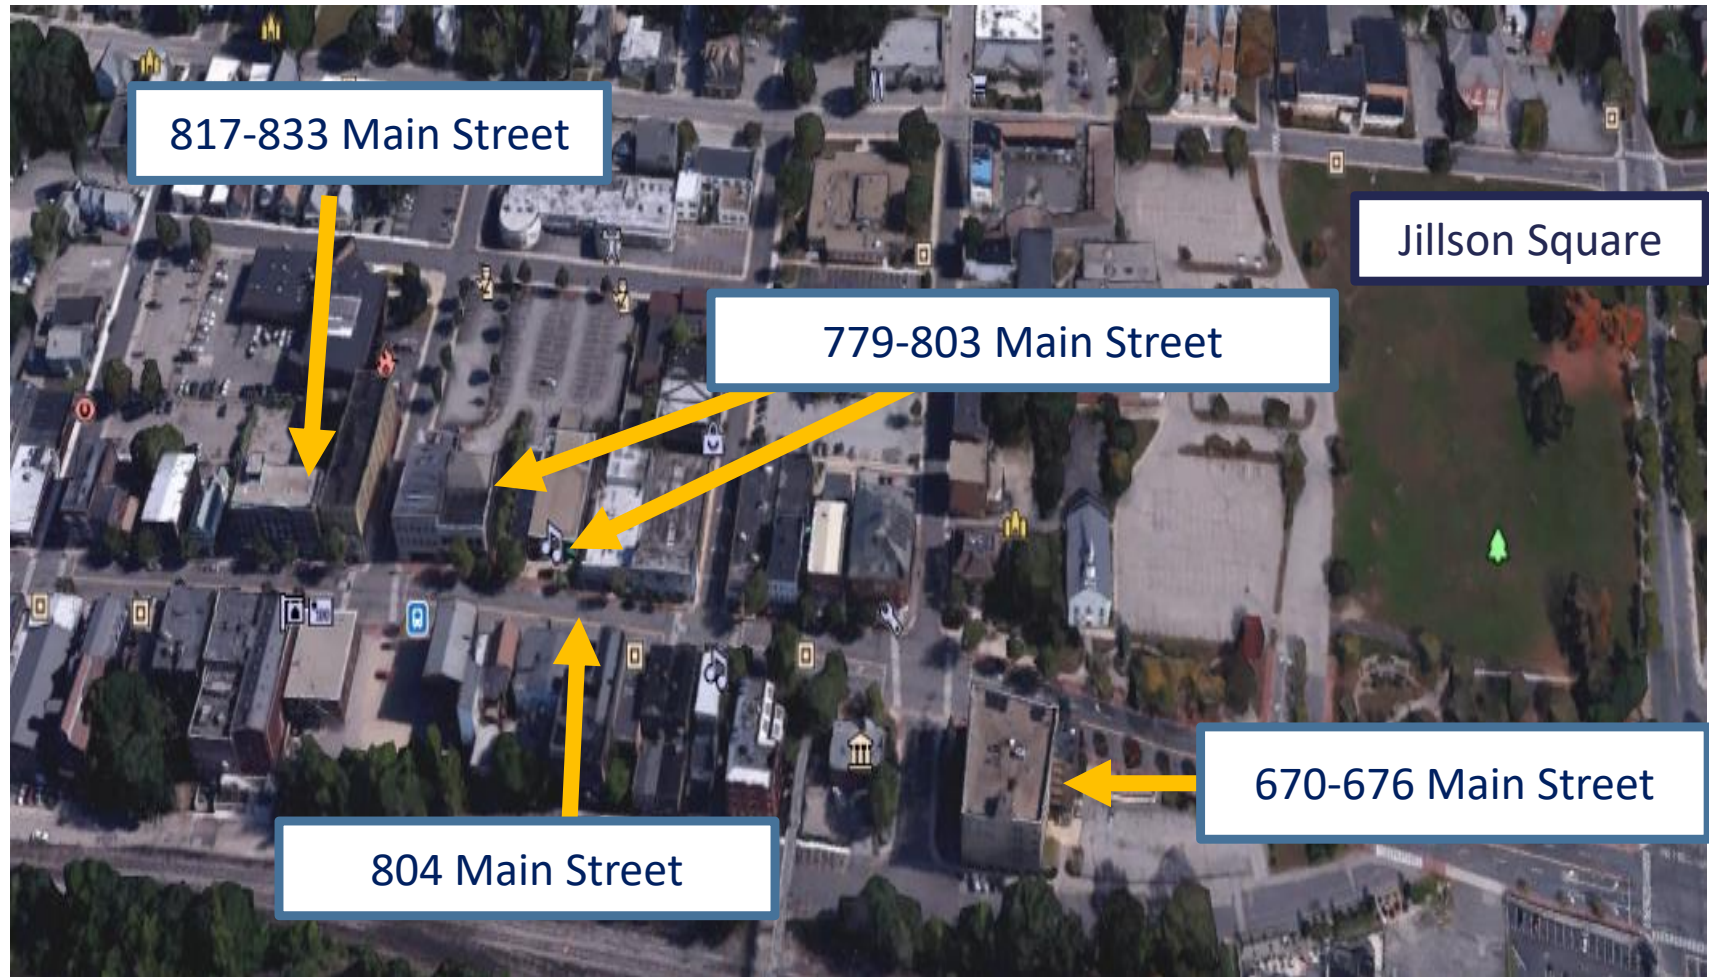 817-833 Main Street
Jillson Square
779-803 Main Street
670-676 Main Street
804 Main Street